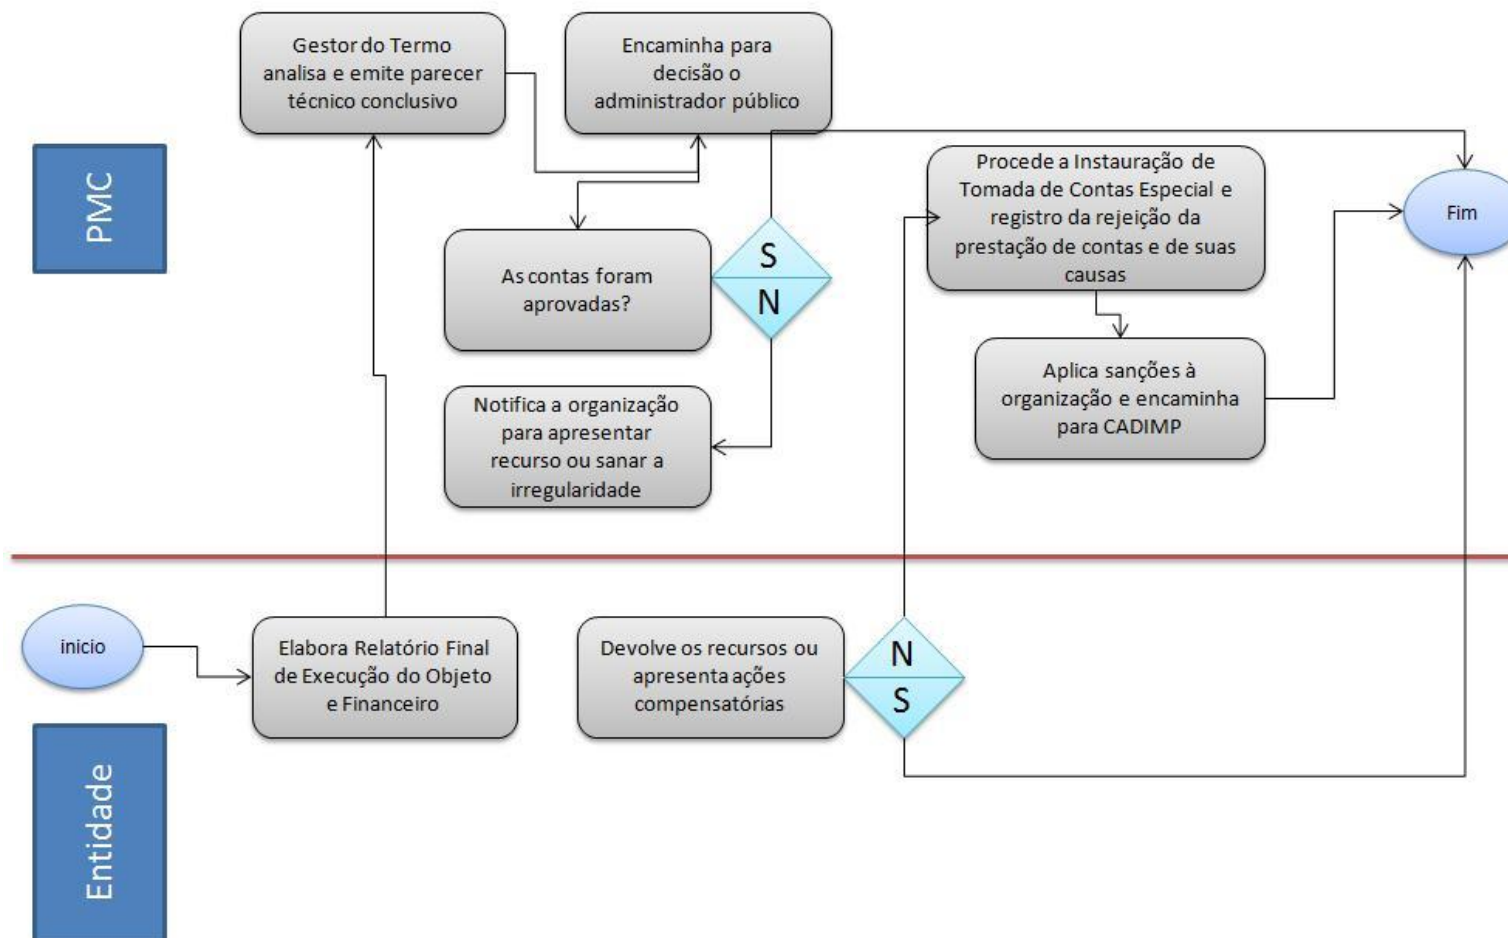 Gestor do Termo
analisa e emite parecer
técnico conclusivo
Encaminha para
decisão o
administrador público
PMC
Procede a Instauração de
Tomada de Contas Especial e
registro da rejeição da
prestação de contas e de suas
causas
Fim
As contas foram
aprovadas?
S
N
Aplica sanções à
organização e encaminha
para CADIMP
Notifica a organização
para apresentar
recurso ou sanar a
irregularidade
inicio
Elabora Relatório Final
de Execução do Objeto
e Financeiro
Devolve os recursos ou
apresenta ações
compensatórias
N
S
Entidade